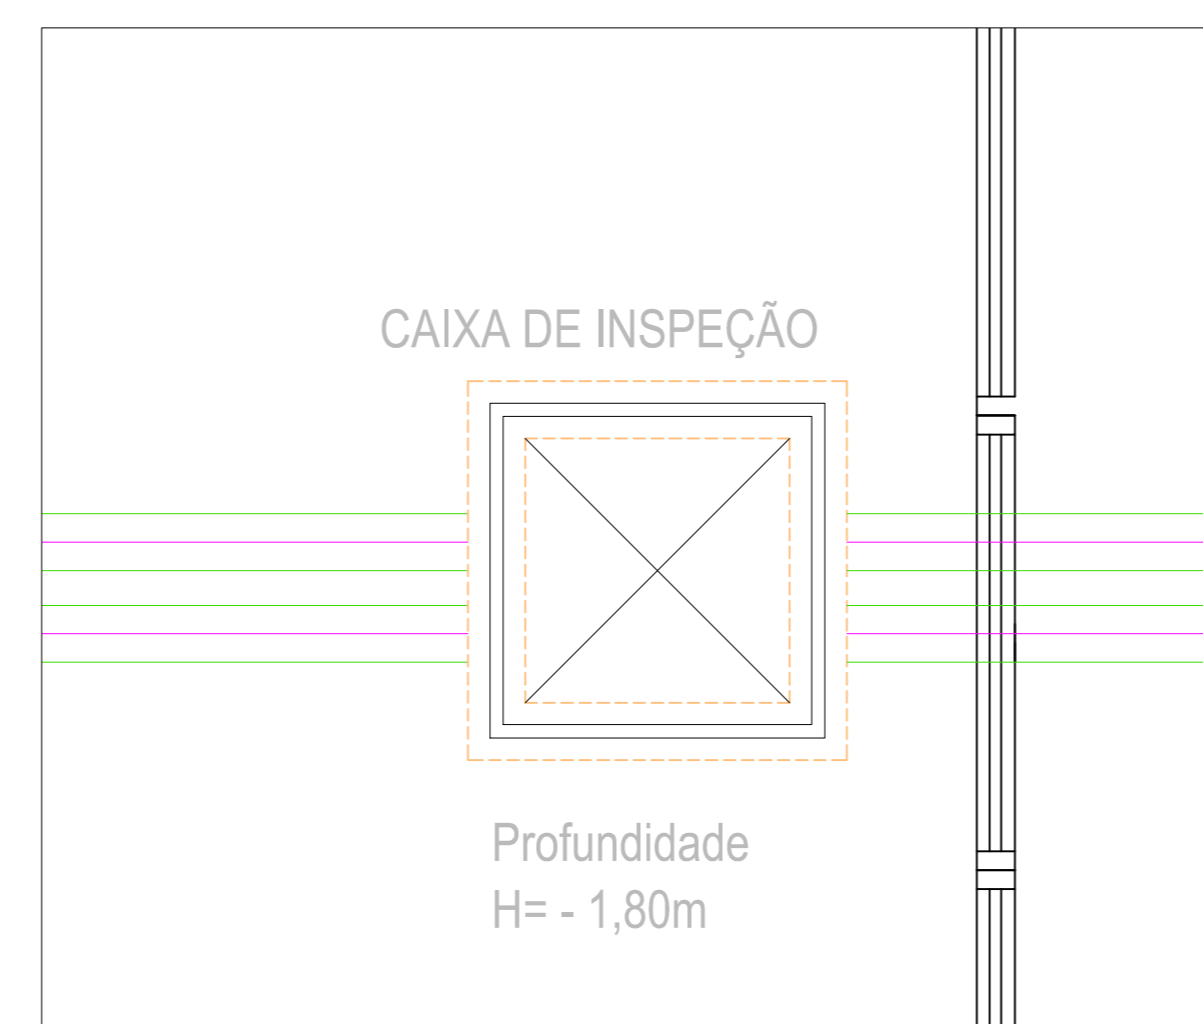 CAIXA DE INSPEÇÃO
Profundidade
H= - 1,80m